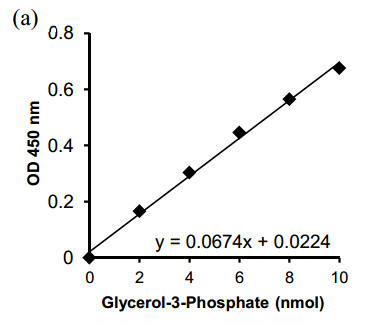 (a)
0.8
0.6
0.4
0.2
0
OD 450 nm
y = 0.0674x + 0.0224
0 2 4 6 8 10
Glycerol-3-Phosphate (nmol)